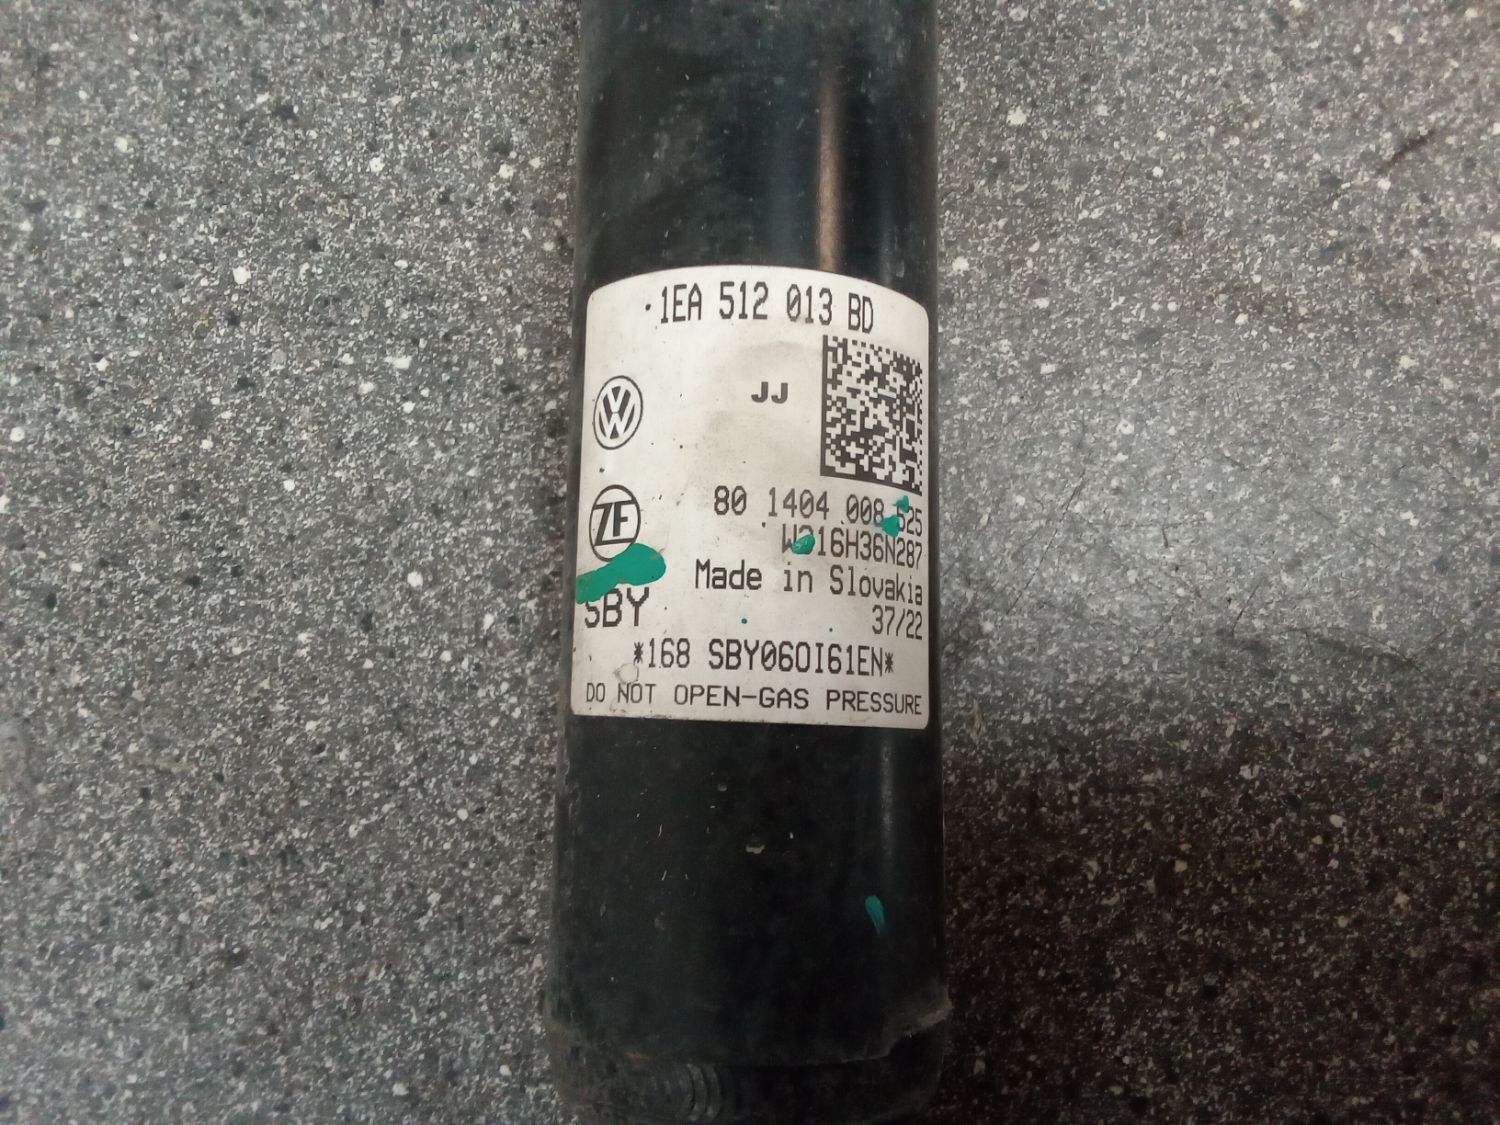 1EA 512 013 BD
JJ
ZF
80 1404 008 525
Made in Slovakia
SBY
37/22
*168 SBY060I61EN*
DO NOT OPEN-GAS PRESSURE